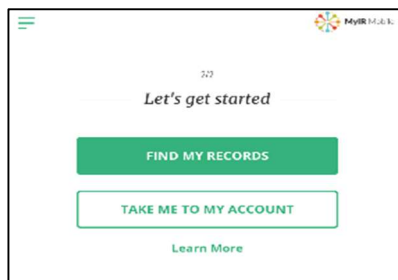 MyIR Mobile
Let's get started
FIND MY RECORDS
TAKE ME TO MY ACCOUNT
Learn More